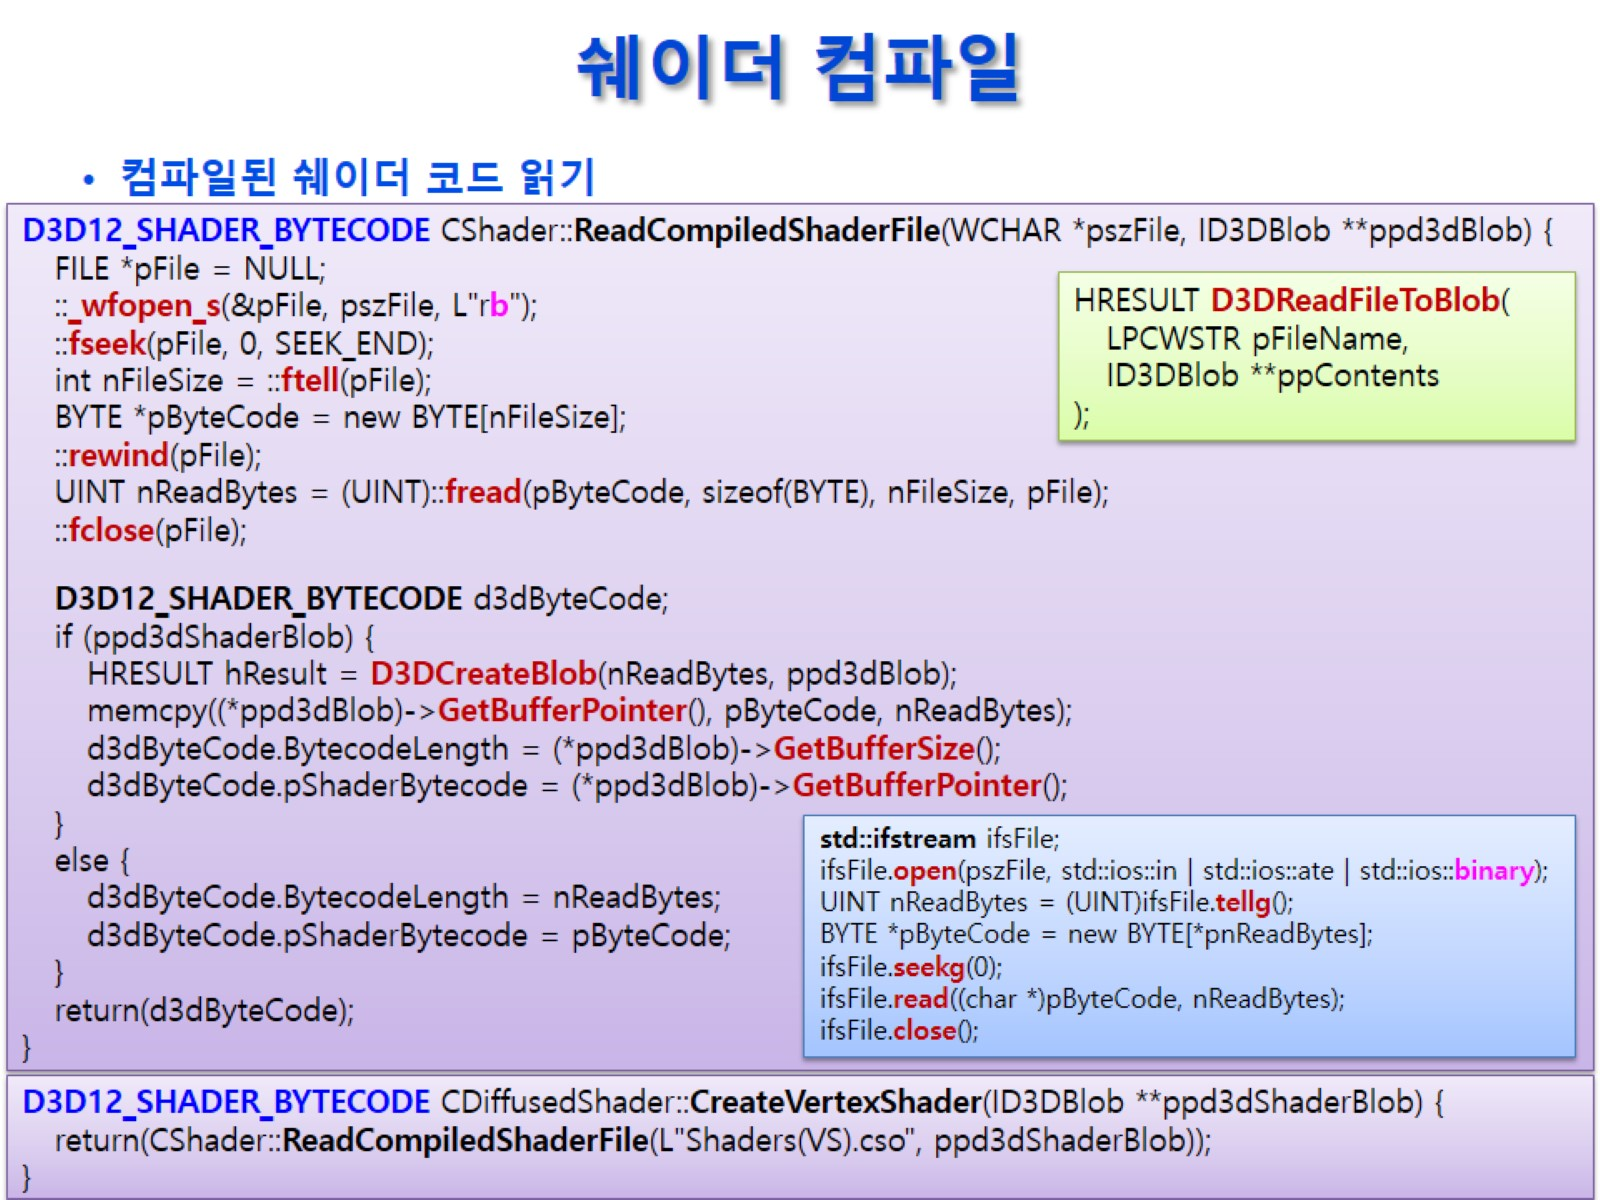 쉐이더 컴파일
• 컴파일된 쉐이더 코드 읽기
D3D12_SHADER_BYTECODE CShader::ReadCompiledShaderFile(WCHAR *pszFile, ID3DBlob **ppd3dBlob) {
FILE *pFile = NULL;
::_wfopen_s(&pFile, pszFile, L"rb");
::fseek(pFile, 0, SEEK_END);
int nFileSize = ::ftell(pFile);
BYTE *pByteCode = new BYTE[nFileSize];
::rewind(pFile);
UINT nReadBytes = (UINT)::fread(pByteCode, sizeof(BYTE), nFileSize, pFile);
::fclose(pFile);
HRESULT D3DReadFileToBlob(
LPCWSTR pFileName,
ID3DBlob **ppContents
);
D3D12_SHADER_BYTECODE d3dByteCode;
if (ppd3dShaderBlob) {
HRESULT hResult = D3DCreateBlob(nReadBytes, ppd3dBlob);
memcpy((*ppd3dBlob)->GetBufferPointer(), pByteCode, nReadBytes);
d3dByteCode.BytecodeLength = (*ppd3dBlob)->GetBufferSize();
d3dByteCode.pShaderBytecode = (*ppd3dBlob)->GetBufferPointer();
}
else {
d3dByteCode.BytecodeLength = nReadBytes;
d3dByteCode.pShaderBytecode = pByteCode;
}
return(d3dByteCode);
}
std::ifstream ifsFile;
ifsFile.open(pszFile, std::ios::in | std::ios::ate | std::ios::binary);
UINT nReadBytes = (UINT)ifsFile.tellg();
BYTE *pByteCode = new BYTE[*pnReadBytes];
ifsFile.seekg(0);
ifsFile.read((char *)pByteCode, nReadBytes);
ifsFile.close();
D3D12_SHADER_BYTECODE CDiffusedShader::CreateVertexShader(ID3DBlob **ppd3dShaderBlob) {
return(CShader::ReadCompiledShaderFile(L"Shaders(VS).cso", ppd3dShaderBlob));
}